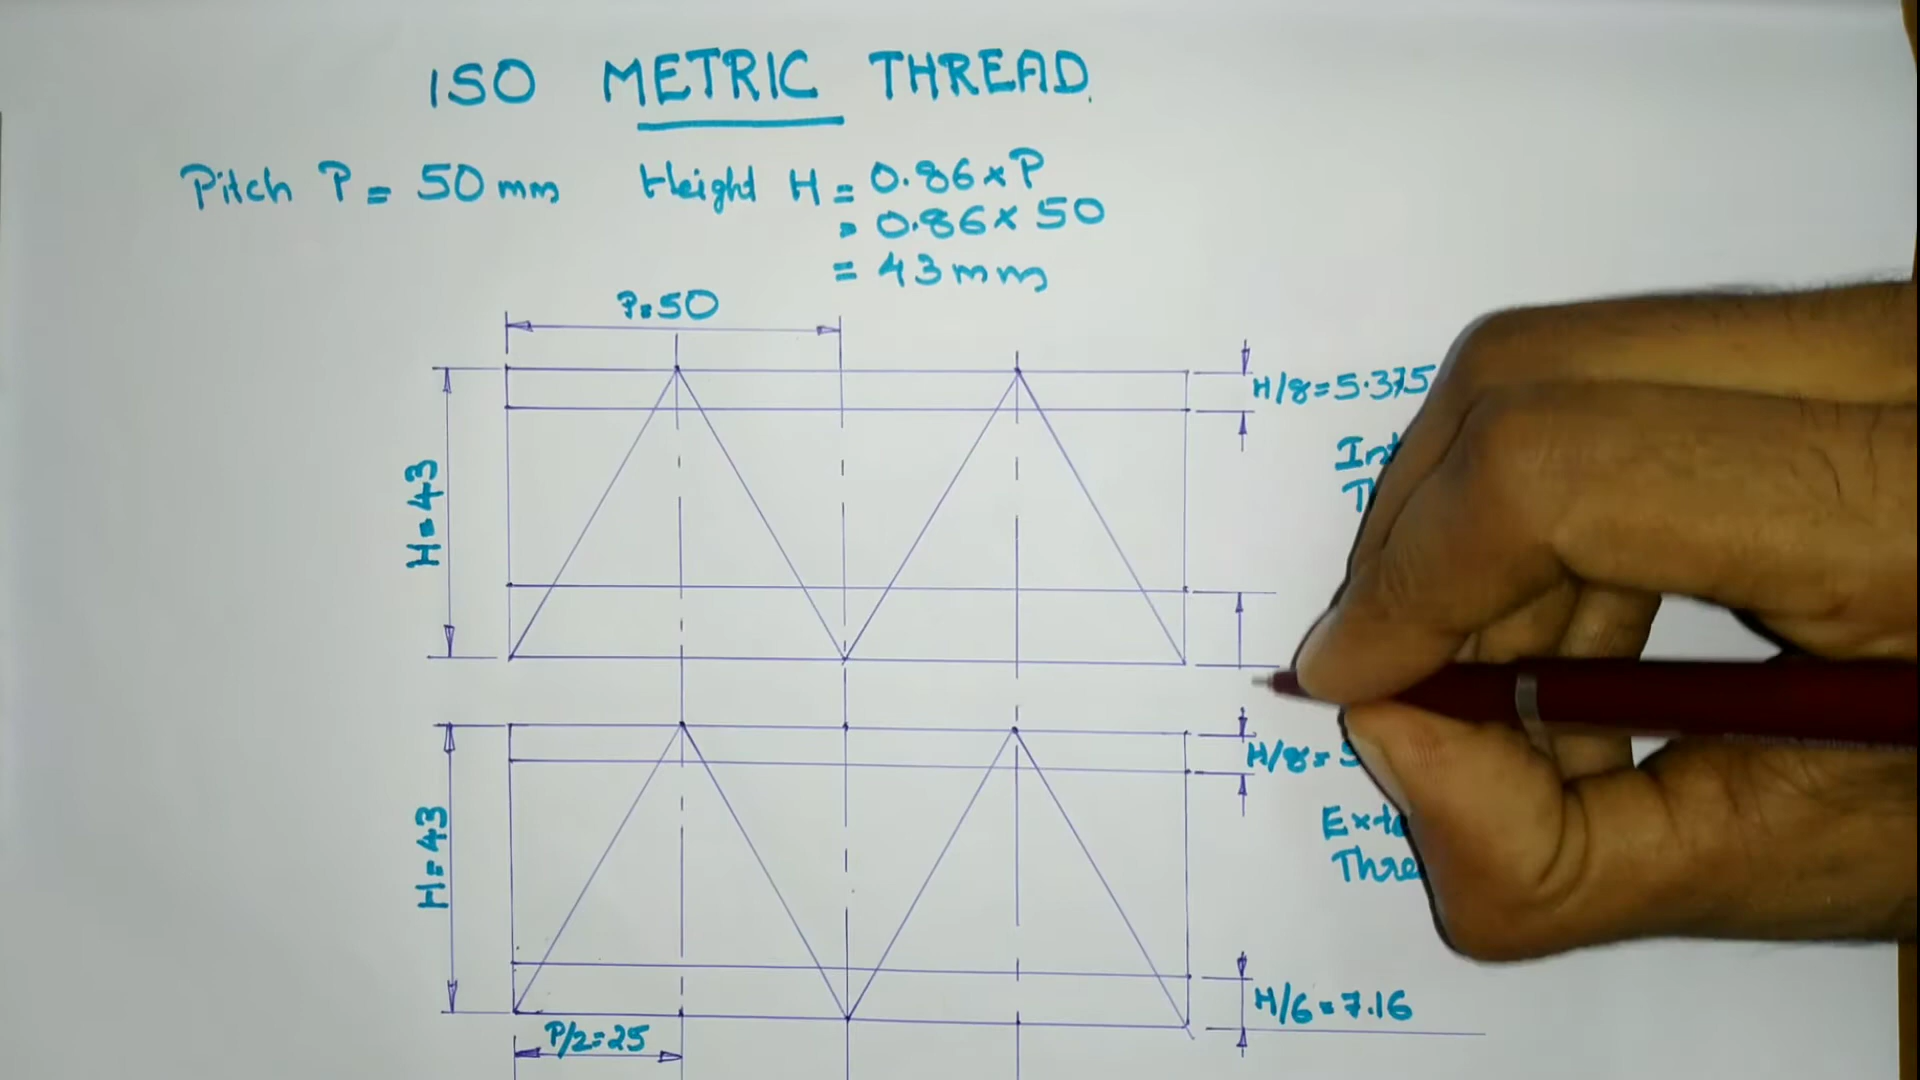 ISO METRIC THREAD
Pitch P = 50 mm Height H = 0.86 x P
= 0.86 x 50
= 43 mm
P=50
H/8=5.375
H=43
H/8=
H=43
H/6=7.16
P/2=25